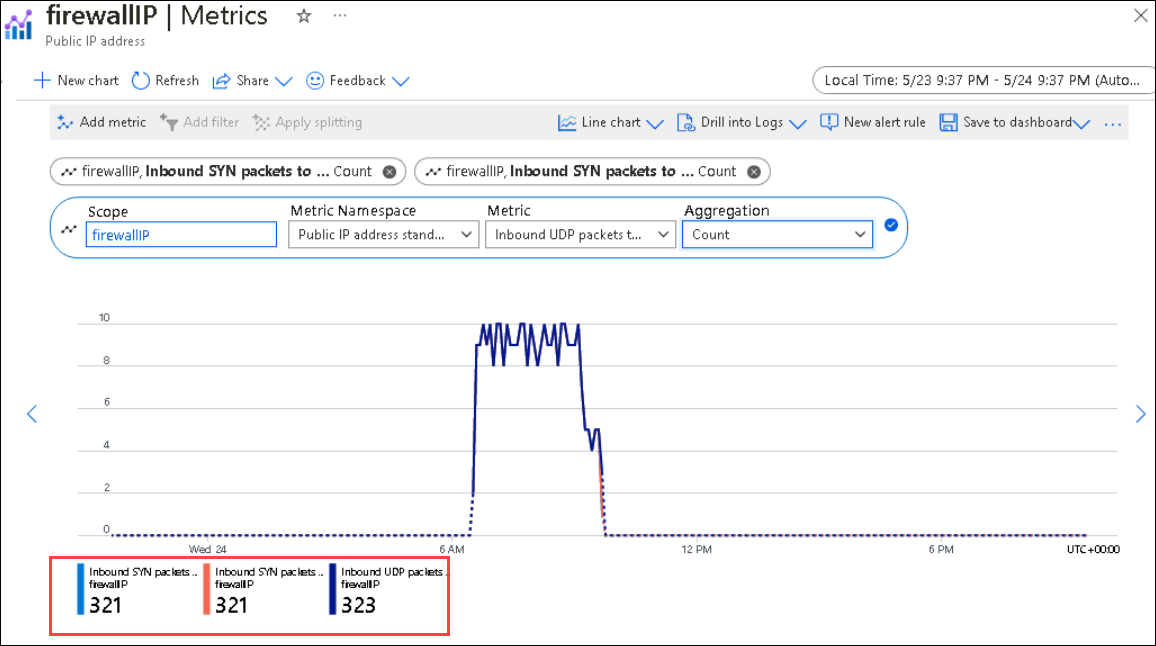 firewallIP | Metrics ☆ ...
Public IP address
New chart Refresh Share Feedback Local Time: 5/23 9:37 PM - 5/24 9:37 PM (Auto...
Add metric Add filter Apply splitting Line chart Drill into Logs New alert rule Save to dashboard ...
firewallIP, Inbound SYN packets to ... Count firewallIP, Inbound SYN packets to ... Count
Scope Metric Namespace Metric Aggregation
firewallIP Public IP address stand... Inbound UDP packets t... Count
10
8
6
4
2
0
Wed 24 6 AM 12 PM 6 PM UTC+00:00
Inbound SYN packets .. Inbound SYN packets .. Inbound UDP packets .
firewallIP firewallIP firewallIP
321 321 323